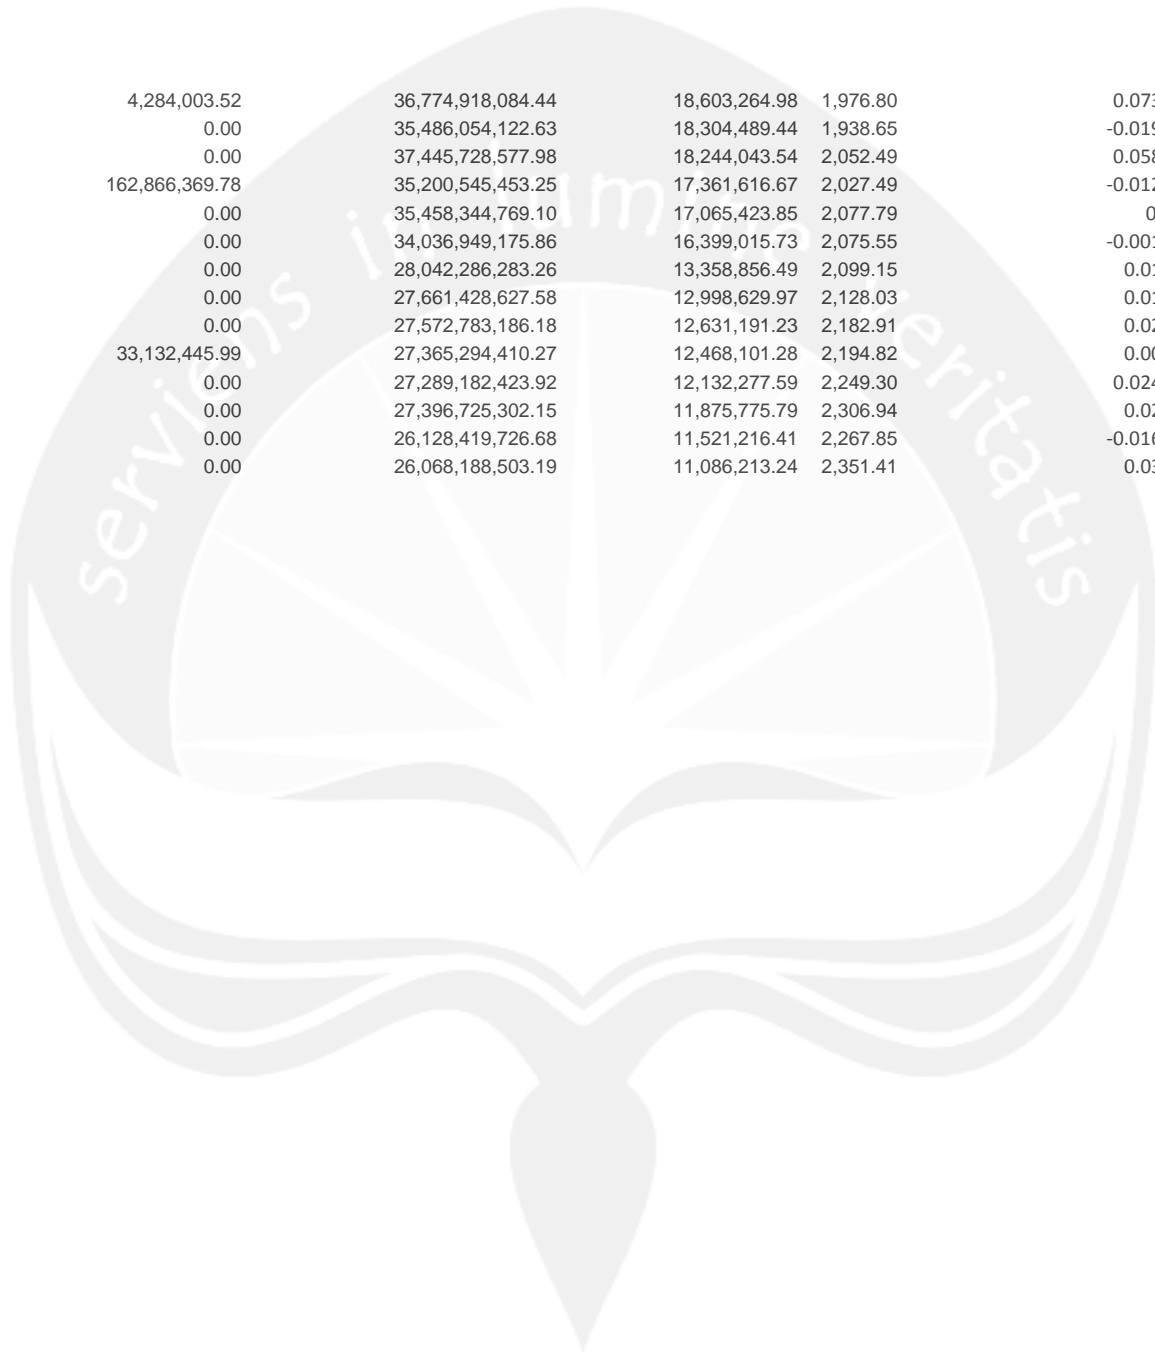 4,284,003.52 36,774,918,084.44 18,603,264.98 1,976.80 0.073
0.00 35,486,054,122.63 18,304,489.44 1,938.65 -0.019
0.00 37,445,728,577.98 18,244,043.54 2,052.49 0.058
162,866,369.78 35,200,545,453.25 17,361,616.67 2,027.49 -0.012
0.00 35,458,344,769.10 17,065,423.85 2,077.79 0
0.00 34,036,949,175.86 16,399,015.73 2,075.55 -0.001
0.00 28,042,286,283.26 13,358,856.49 2,099.15 0.01
0.00 27,661,428,627.58 12,998,629.97 2,128.03 0.01
0.00 27,572,783,186.18 12,631,191.23 2,182.91 0.02
33,132,445.99 27,365,294,410.27 12,468,101.28 2,194.82 0.00
0.00 27,289,182,423.92 12,132,277.59 2,249.30 0.024
0.00 27,396,725,302.15 11,875,775.79 2,306.94 0.02
0.00 26,128,419,726.68 11,521,216.41 2,267.85 -0.016
0.00 26,068,188,503.19 11,086,213.24 2,351.41 0.03
serviens in lumine veritatis